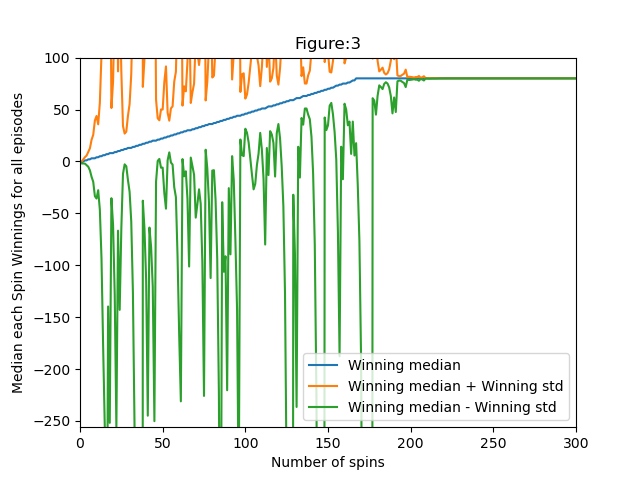 Figure:3
Median each Spin Winnings for all episodes
100
50
0
−50
−100
−150
−200
−250
Winning median
Winning median + Winning std
Winning median - Winning std
0 50 100 150 200 250 300
Number of spins